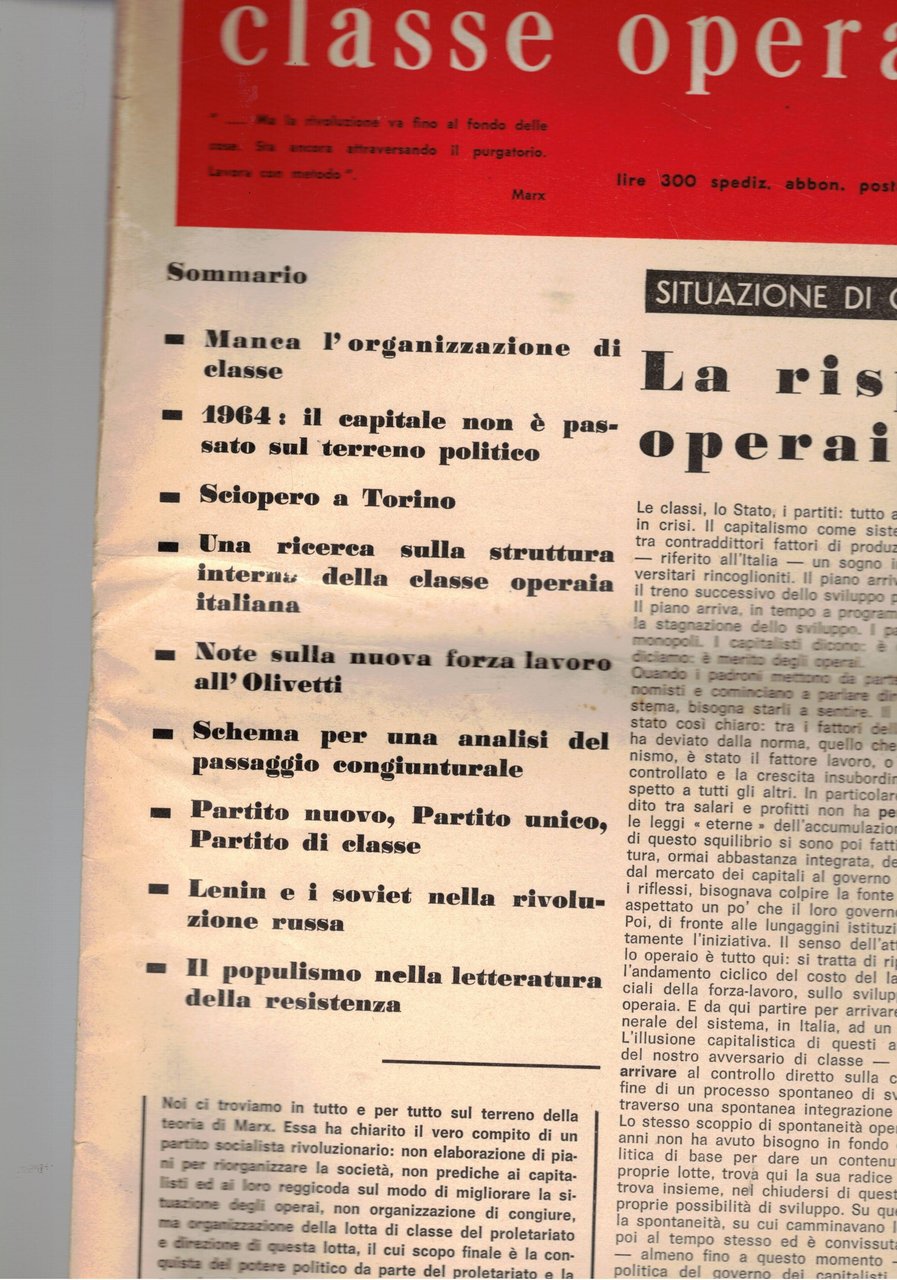 classe opera
" .... Ma la rivoluzione va fino al fondo delle
cose. Sta ancora attraversando il purgatorio.
Lavora con metodo ".
Marx
lire 300 spediz. abbon. post
Sommario
Manca l'organizzazione di
classe
1964: il capitale non è pas-
sato sul terreno politico
Sciopero a Torino
Una ricerca sulla struttura
interna della classe operaia
italiana
Note sulla nuova forza lavoro
all'Olivetti
Schema per una analisi del
passaggio congiunturale
Partito nuovo, Partito unico,
Partito di classe
Lenin e i soviet nella rivolu-
zione russa
Il populismo nella letteratura
della resistenza
Noi ci troviamo in tutto e per tutto sul terreno della
teoria di Marx. Essa ha chiarito il vero compito di un
partito socialista rivoluzionario: non elaborazione di pia-
ni per riorganizzare la società, non prediche ai capita-
listi ed ai loro reggicoda sul modo di migliorare la si-
tuazione degli operai, non organizzazione di congiure,
ma organizzazione della lotta di classe del proletariato
e direzione di questa lotta, il cui scopo finale è la con-
quista del potere politico da parte del proletariato e la
SITUAZIONE DI
La risp
operai
Le classi, lo Stato, i partiti: tutto a
in crisi. Il capitalismo come siste
tra contraddittori fattori di produz
— riferito all'Italia — un sogno i
versitari rincoglioniti. Il piano arriv
il treno successivo dello sviluppo p
Il piano arriva, in tempo a program
la stagnazione dello sviluppo. I pa
monopoli. I capitalisti dicono: è
diciamo: è merito degli operai.
Quando i padroni mettono da parte
nomisti e cominciano a parlare dir
stema, bisogna starli a sentire. Il
stato così chiaro: tra i fattori del
ha deviato dalla norma, quello che
nismo, è stato il fattore lavoro, o
controllato e la crescita insubordin
spetto a tutti gli altri. In particolare
dito tra salari e profitti non ha pe
le leggi « eterne » dell'accumulazion
di questo squilibrio si sono poi fatti
tura, ormai abbastanza integrata, de
dal mercato dei capitali al governo
i riflessi, bisognava colpire la fonte
aspettato un po' che il loro governo
Poi, di fronte alle lungaggini istituzi
tamente l'iniziativa. Il senso dell'att
lo operaio è tutto qui: si tratta di rip
l'andamento ciclico del costo del la
ciali della forza-lavoro, sullo svilup
operaia. E da qui partire per arrivare
nerale del sistema, in Italia, ad un
L'illusione capitalistica di questi a
del nostro avversario di classe —
arrivare al controllo diretto sulla c
fine di un processo spontaneo di sv
traverso una spontanea integrazione
Lo stesso scoppio di spontaneità oper
anni non ha avuto bisogno in fondo
litica di base per dare un contenut
proprie lotte, trova qui la sua radice
trova insieme, nel chiudersi di quest
proprie possibilità di sviluppo. Su que
la spontaneità, su cui camminavano l
poi al tempo stesso ed è convissuta
— almeno fino a questo momento —
politica del governo dei capitalisti